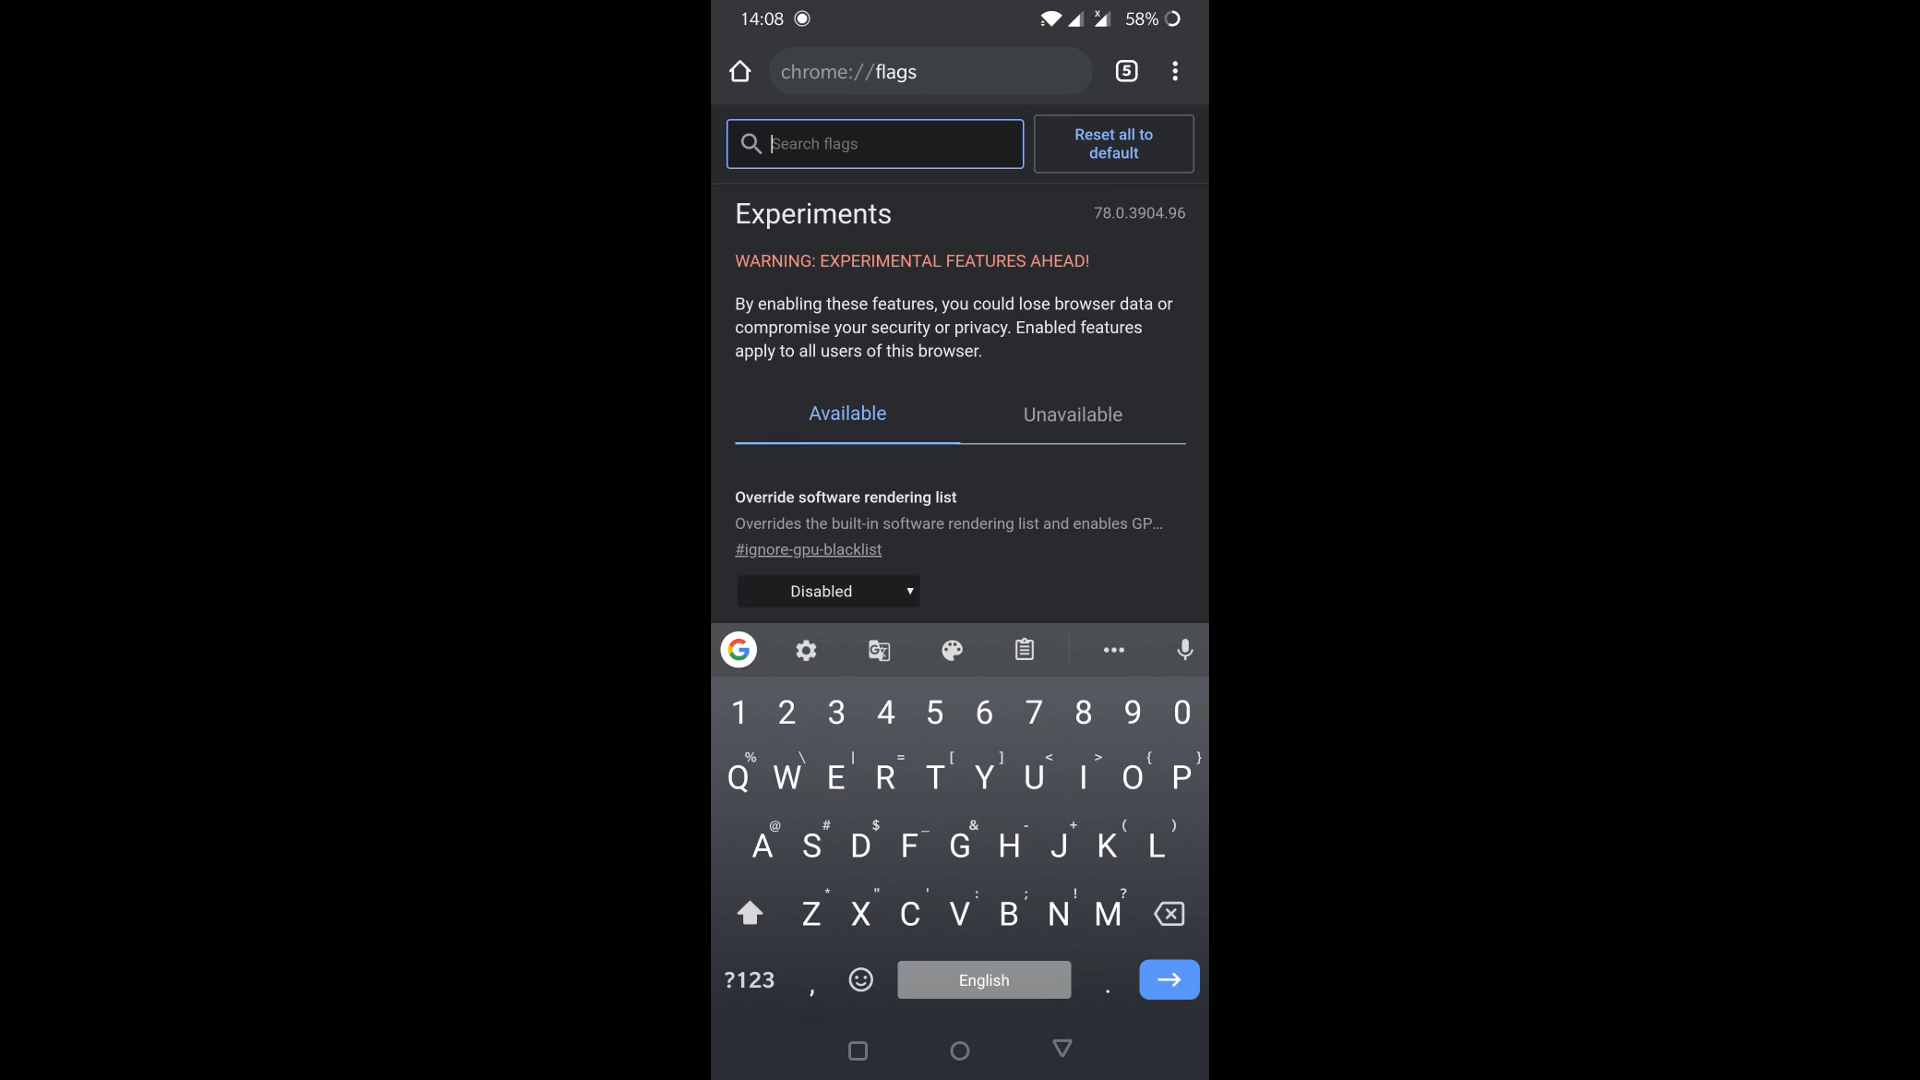 14:08
58%
chrome://flags
5
Search flags
Reset all to
default
Experiments
78.0.3904.96
WARNING: EXPERIMENTAL FEATURES AHEAD!
By enabling these features, you could lose browser data or
compromise your security or privacy. Enabled features
apply to all users of this browser.
Available
Unavailable
Override software rendering list
Overrides the built-in software rendering list and enables GP…
#ignore-gpu-blacklist
Disabled
1 2 3 4 5 6 7 8 9 0
% \ | = [ ] < > { }
Q W E R T Y U I O P
@ # $ _ & - + ( )
A S D F G H J K L
* " ' : ; ! ?
Z X C V B N M
?123 , English .